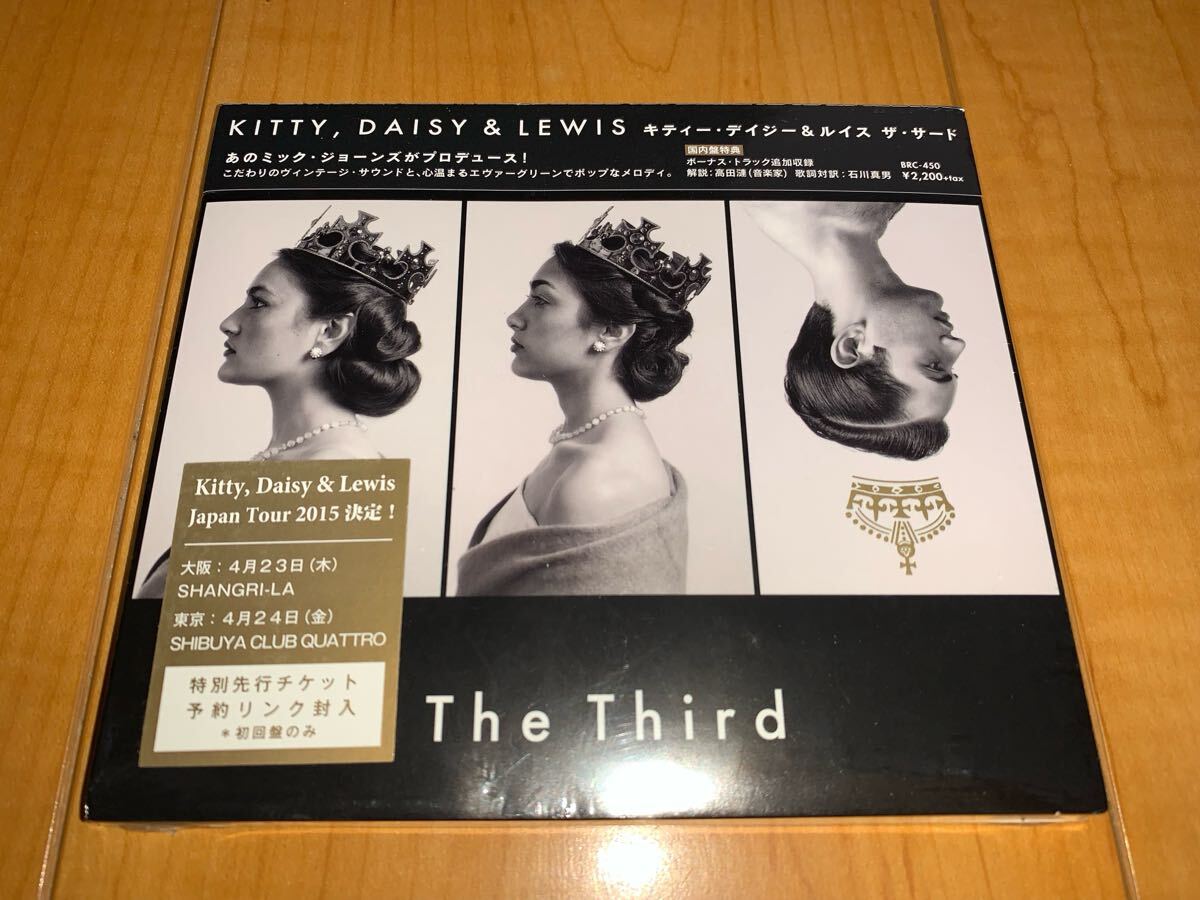 KITTY, DAISY & LEWIS キティー・デイジー&ルイス ザ・サード
あのミック・ジョーンズがプロデュース!
こだわりのヴィンテージ・サウンドと、心温まるエヴァーグリーンでポップなメロディ。
国内盤特典
ボーナス・トラック追加収録
解説:高田漣(音楽家) 歌詞対訳:石川真男
BRC-450
¥2,200+tax
Kitty, Daisy & Lewis
Japan Tour 2015 決定!
大阪:4月23日(木)
SHANGRI-LA
東京:4月24日(金)
SHIBUYA CLUB QUATTRO
特別先行チケット
予約リンク封入
*初回盤のみ
The Third